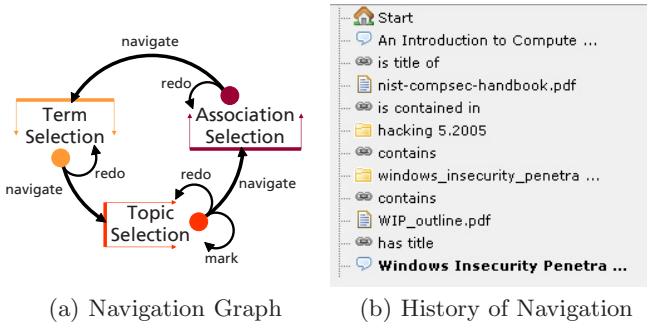 navigate
redo
Term
Selection
Association
Selection
redo
navigate
redo
navigate
Topic
Selection
mark
(a) Navigation Graph
Start
An Introduction to Compute ...
is title of
nist-compsec-handbook.pdf
is contained in
hacking 5.2005
contains
windows_insecurity_penetra ...
contains
WIP_outline.pdf
has title
Windows Insecurity Penetra ...
(b) History of Navigation